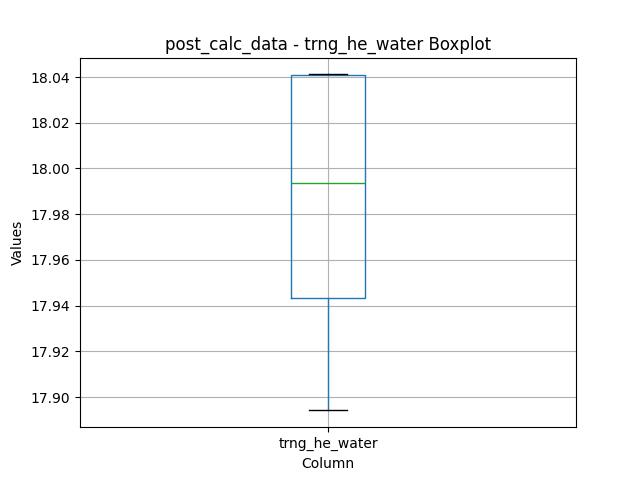 post_calc_data - trng_he_water Boxplot
18.04
18.02
18.00
17.98
17.96
17.94
17.92
17.90
Values
trng_he_water
Column